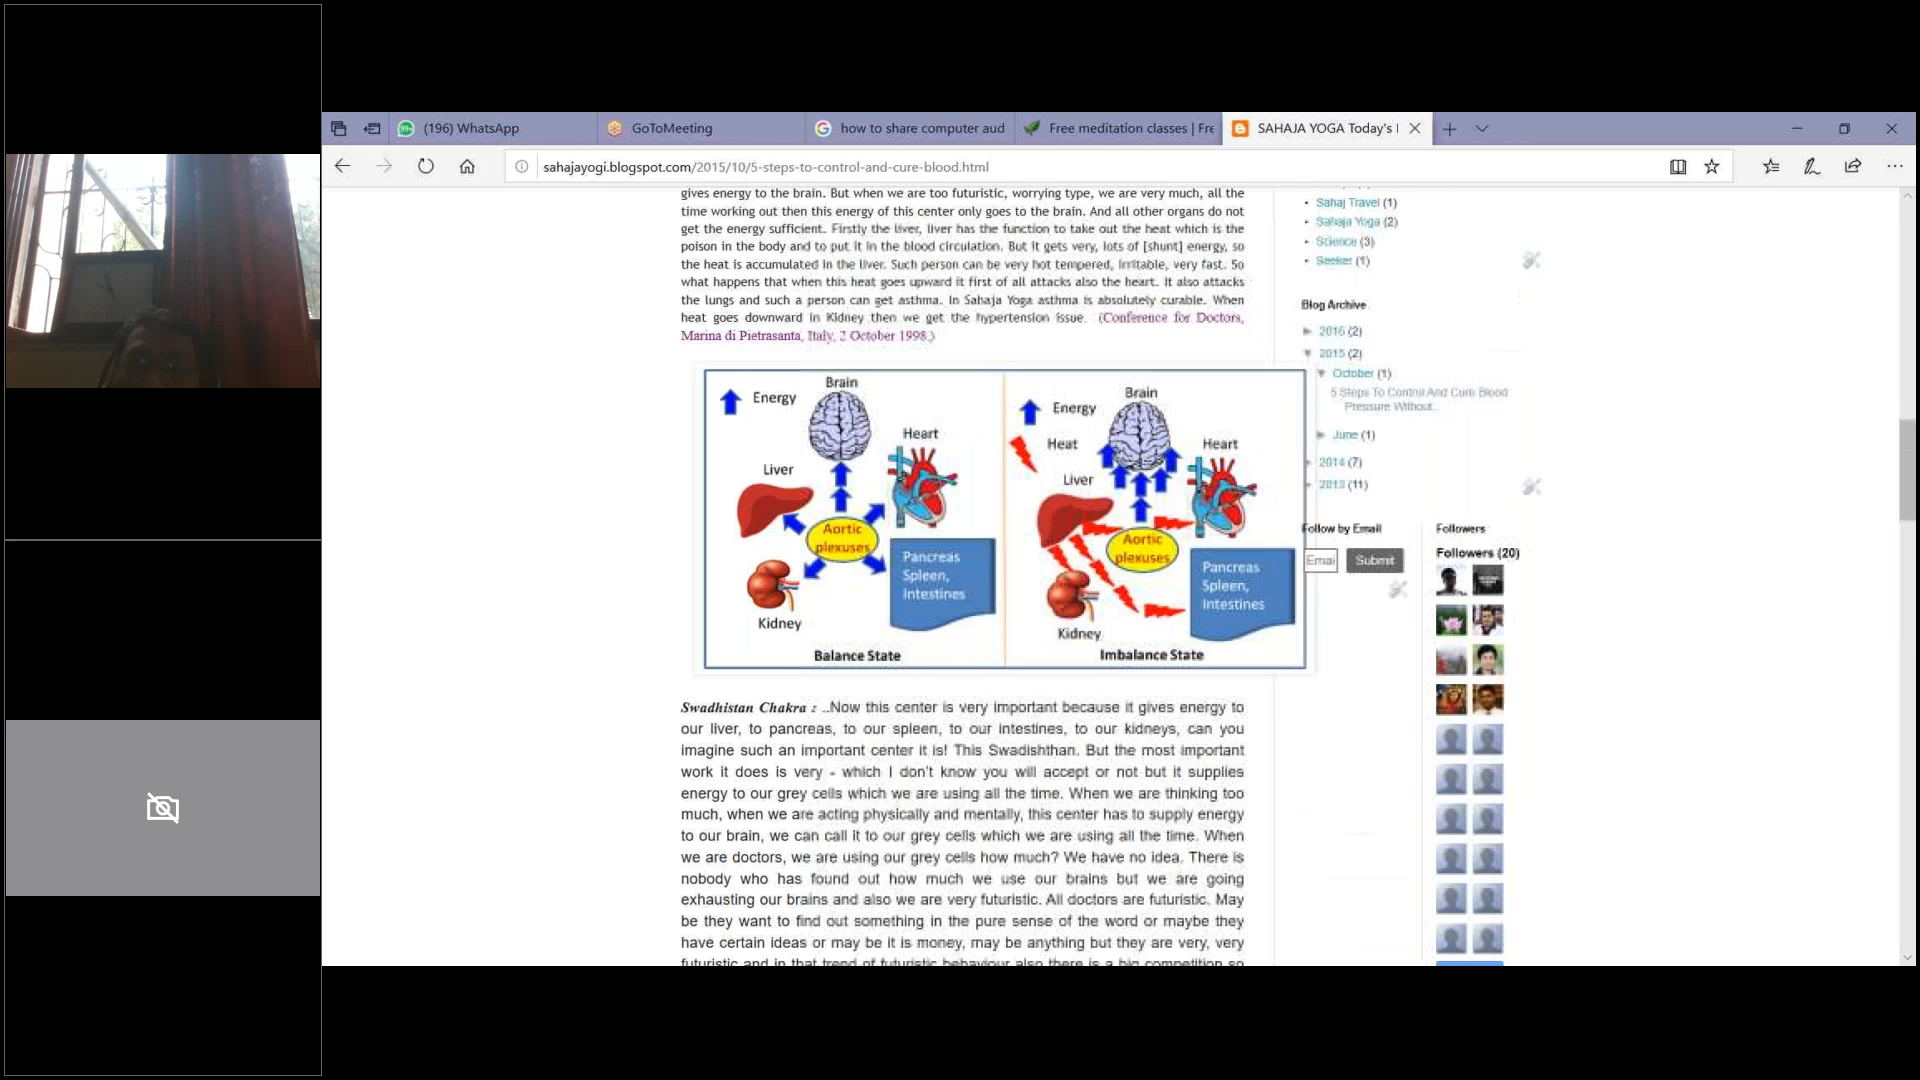 (196) WhatsApp
GoToMeeting
how to share computer aud
Free meditation classes | Fre
SAHAJA YOGA Today's
sahajayogi.blogspot.com/2015/10/5-steps-to-control-and-cure-blood.html
gives energy to the brain. But when we are too futuristic, worrying type, we are very much, all the
time working out then this energy of this center only goes to the brain. And all other organs do not
get the energy sufficient. Firstly the liver, liver has the function to take out the heat which is the
poison in the body and to put it in the blood circulation. But it gets very, lots of [shunt] energy, so
the heat is accumulated in the liver. Such person can be very hot tempered, irritable, very fast. So
what happens that when this heat goes upward it first of all attacks also the heart. It also attacks
the lungs and such a person can get asthma. In Sahaja Yoga asthma is absolutely curable. When
heat goes downward in Kidney then we get the hypertension issue. (Conference for Doctors,
Marina di Pietrasanta, Italy, 2 October 1998.)
Energy
Brain
Heart
Liver
Aortic
plexuses
Pancreas
Spleen,
Intestines
Kidney
Balance State
Energy
Heat
Brain
Heart
Liver
Aortic
plexuses
Pancreas
Spleen,
Intestines
Kidney
Imbalance State
Swadhistan Chakra : ..Now this center is very important because it gives energy to
our liver, to pancreas, to our spleen, to our intestines, to our kidneys, can you
imagine such an important center it is! This Swadishthan. But the most important
work it does is very - which I don't know you will accept or not but it supplies
energy to our grey cells which we are using all the time. When we are thinking too
much, when we are acting physically and mentally, this center has to supply energy
to our brain, we can call it to our grey cells which we are using all the time. When
we are doctors, we are using our grey cells how much? We have no idea. There is
nobody who has found out how much we use our brains but we are going
exhausting our brains and also we are very futuristic. All doctors are futuristic. May
be they want to find out something in the pure sense of the word or maybe they
have certain ideas or may be it is money, may be anything but they are very, very
futuristic and in that trend of futuristic behaviour also there is a big competition so
Sahaj Travel (1)
Sahaja Yoga (2)
Science (3)
Seeker (1)
Blog Archive
2016 (2)
2015 (2)
October (1)
5 Steps To Control And Cure Blood
Pressure Without..
June (1)
2014 (7)
2013 (11)
Follow by Email
Emai
Submit
Followers
Followers (20)